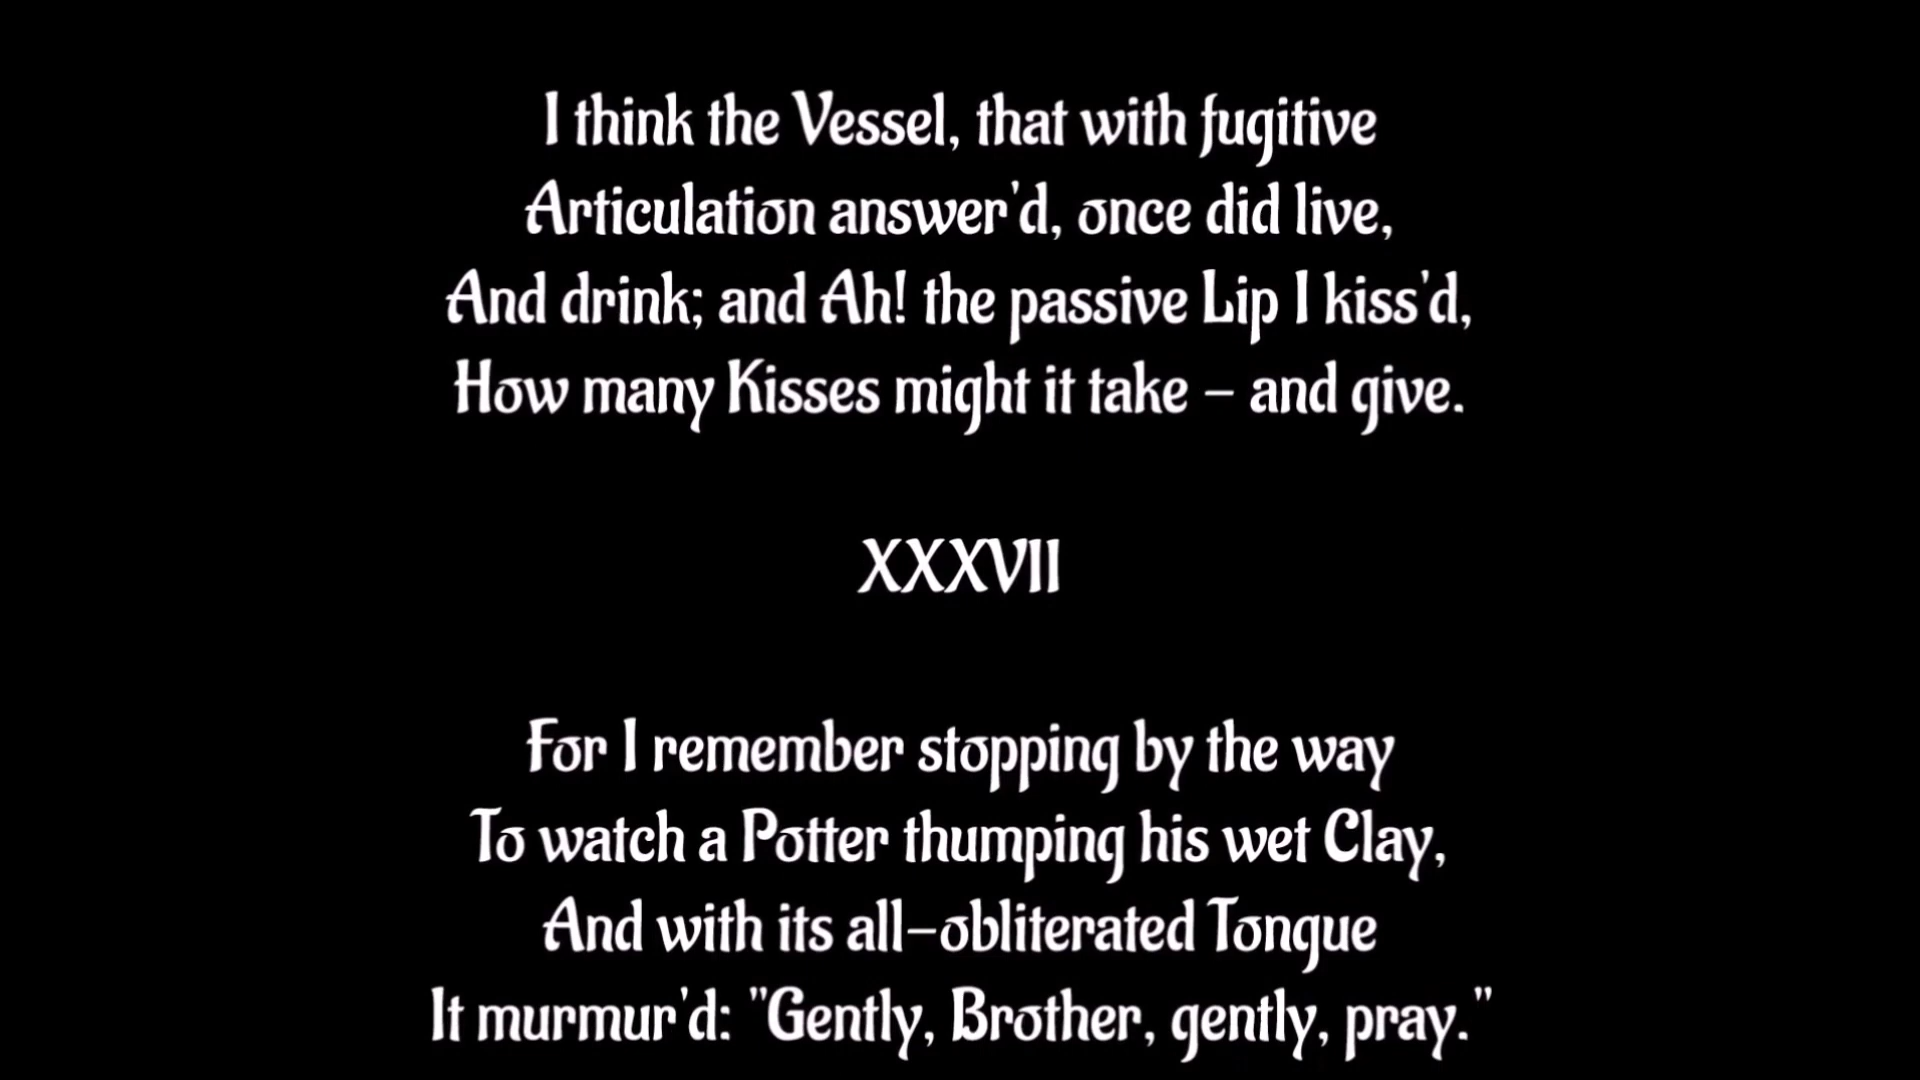 I think the Vessel, that with fugitive
Articulation answer'd, once did live,
And drink; and Ah! the passive Lip I kiss'd,
How many Kisses might it take – and give.
XXXVII
For I remember stopping by the way
To watch a Potter thumping his wet Clay,
And with its all-obliterated Tongue
It murmur'd: "Gently, Brother, gently, pray."